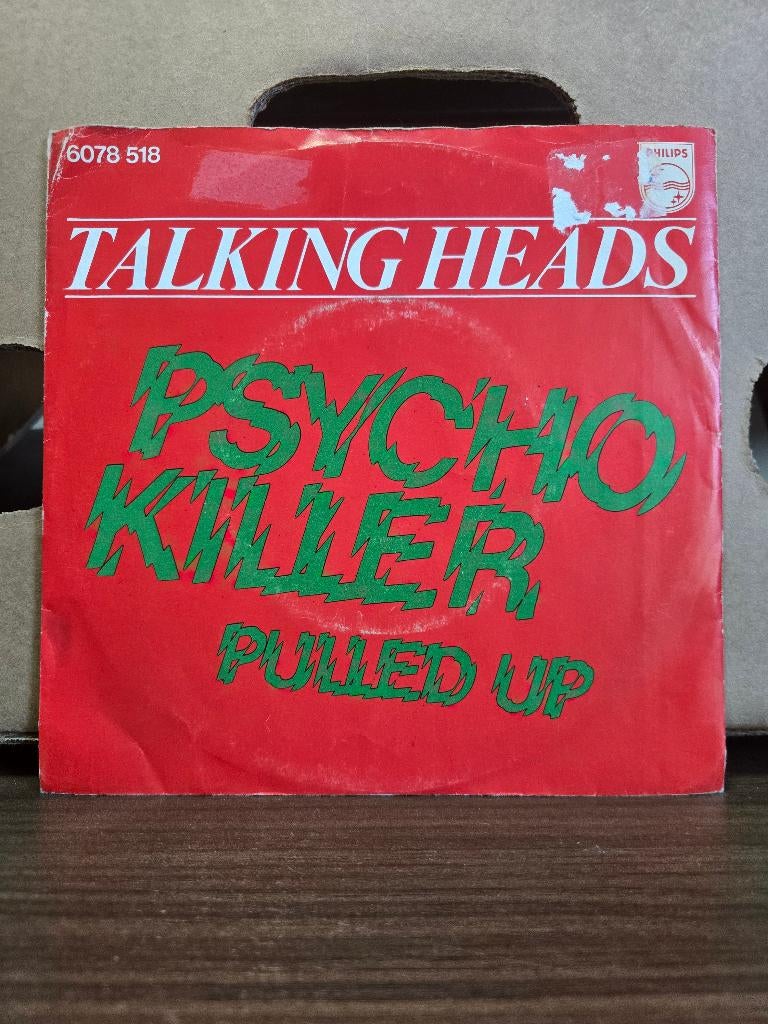 6078 518
PHILIPS
TALKING HEADS
PSYCHO
KILLER
PULLED UP